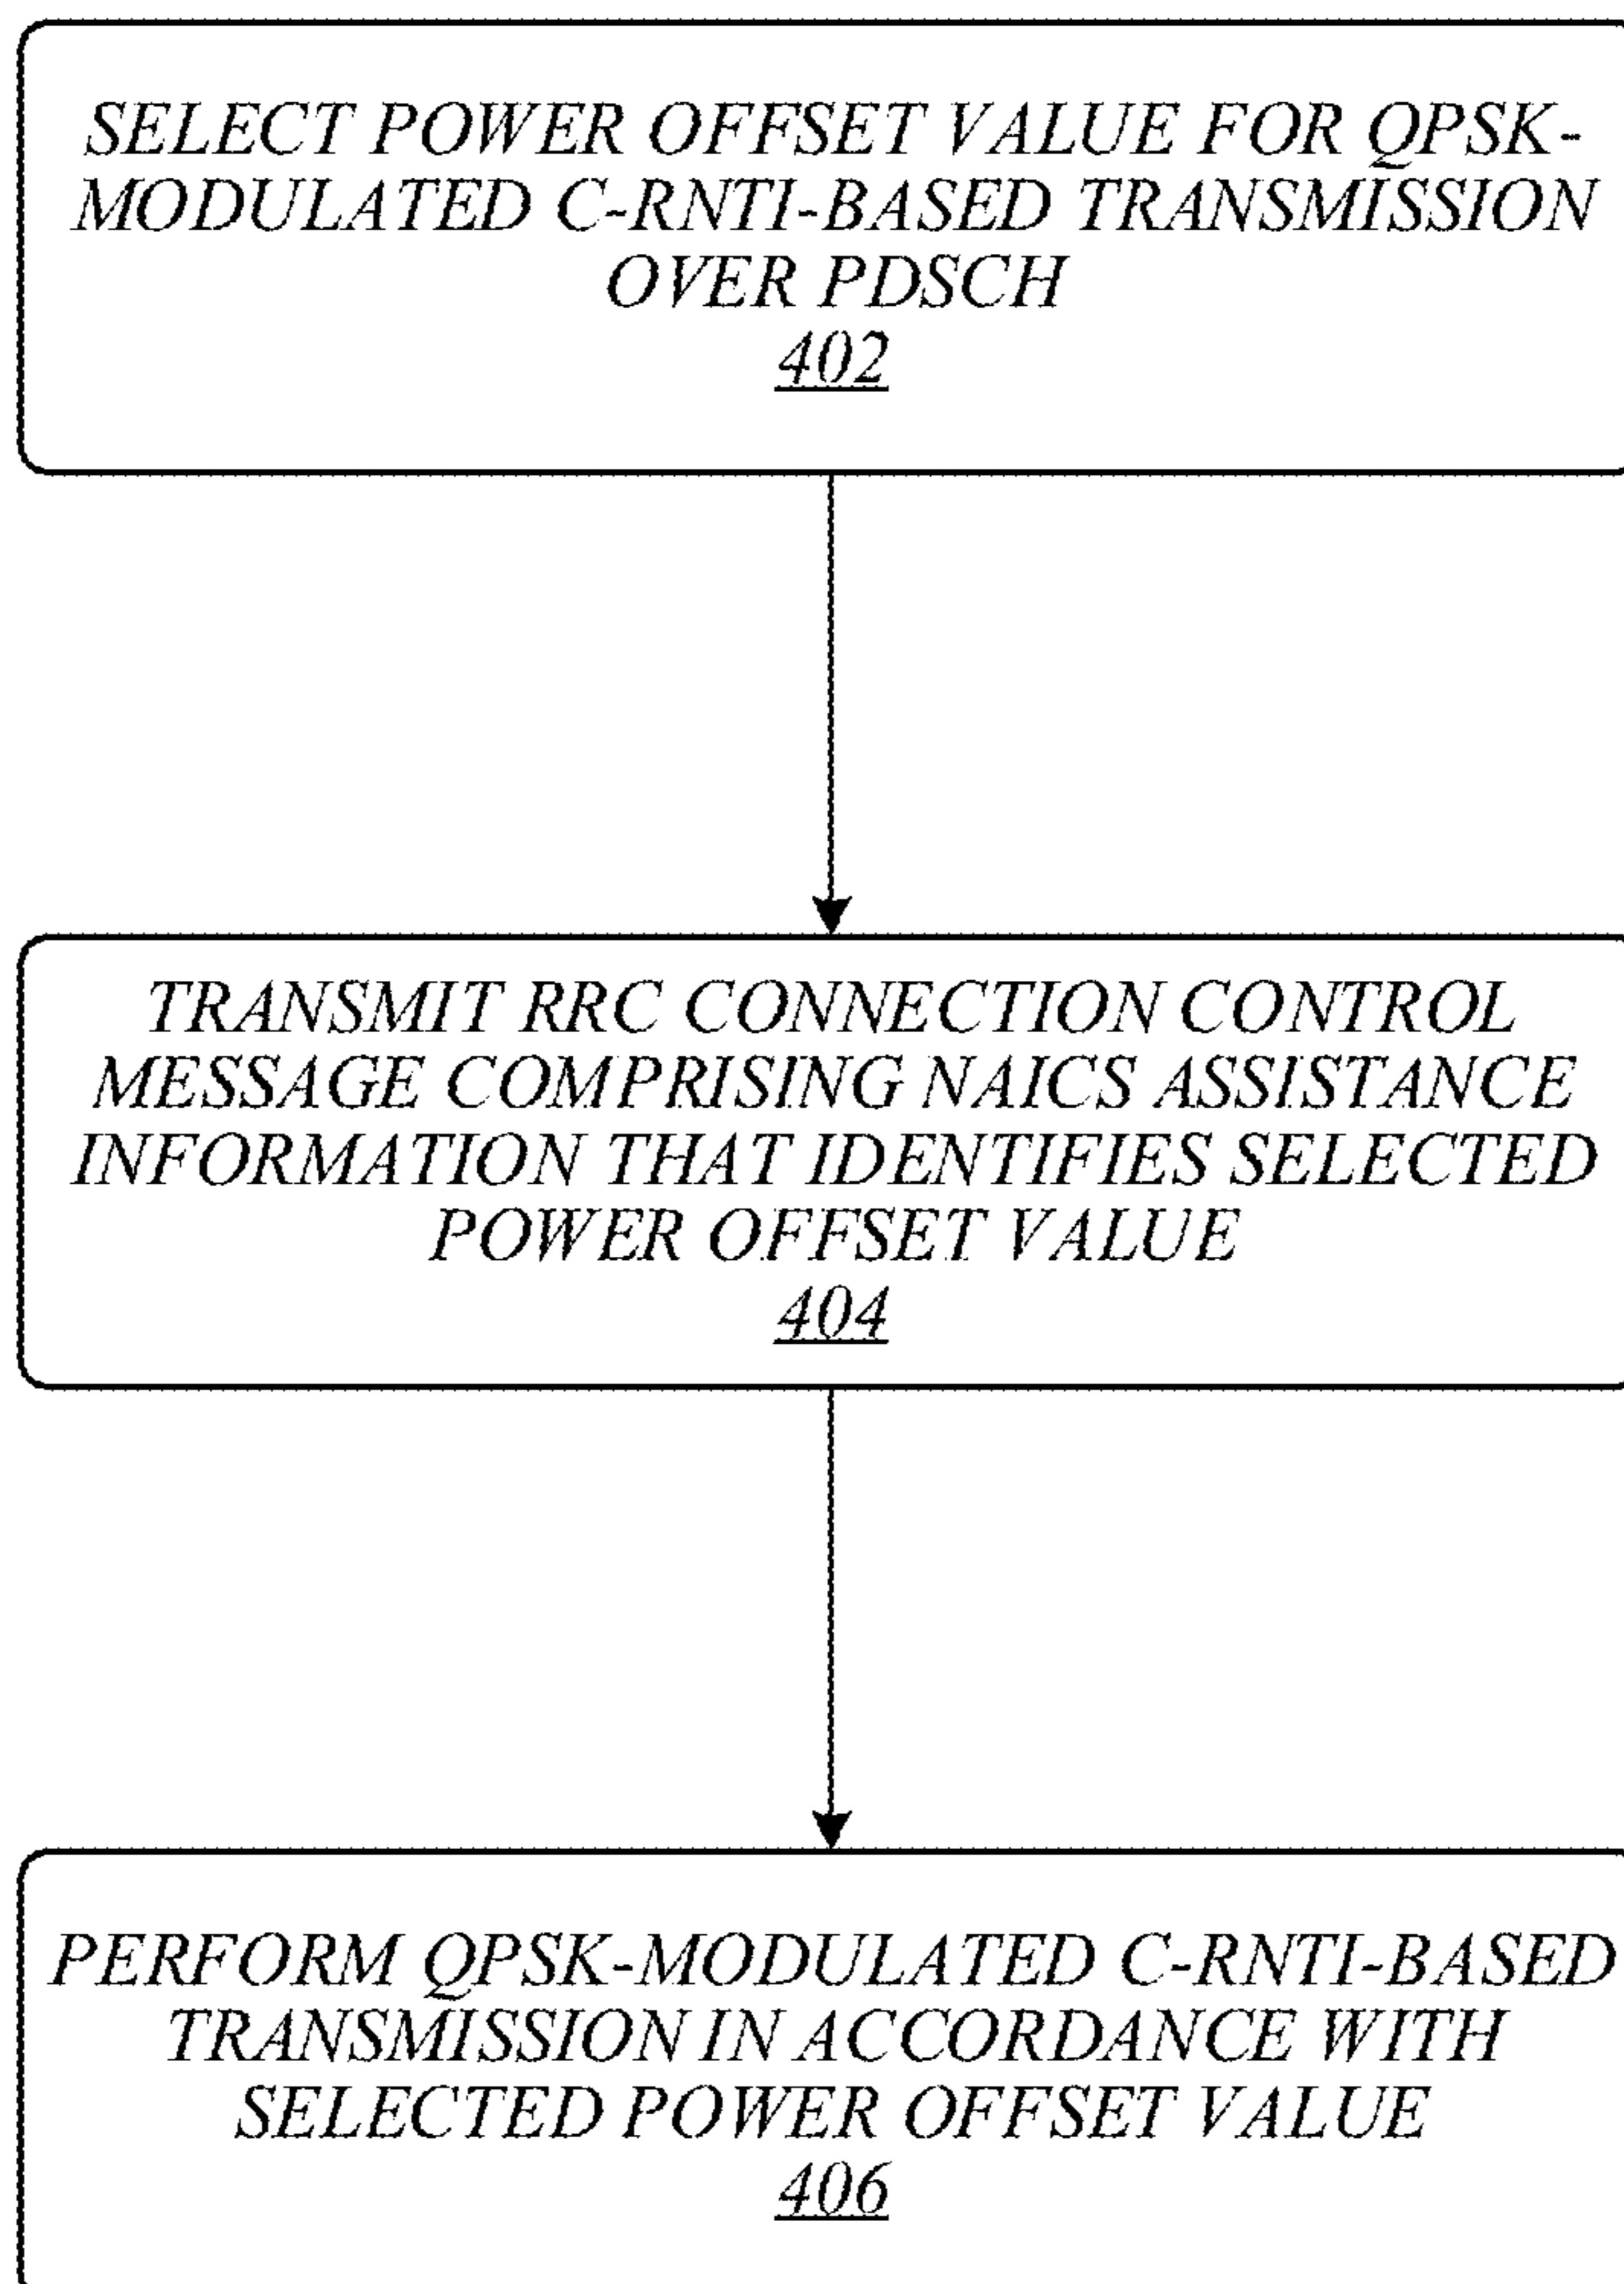 SELECT POWER OFFSET VALUE FOR QPSK-
MODULATED C-RNTI-BASED TRANSMISSION
OVER PDSCH
402
TRANSMIT RRC CONNECTION CONTROL
MESSAGE COMPRISING NAICS ASSISTANCE
INFORMATION THAT IDENTIFIES SELECTED
POWER OFFSET VALUE
404
PERFORM QPSK-MODULATED C-RNTI-BASED
TRANSMISSION IN ACCORDANCE WITH
SELECTED POWER OFFSET VALUE
406